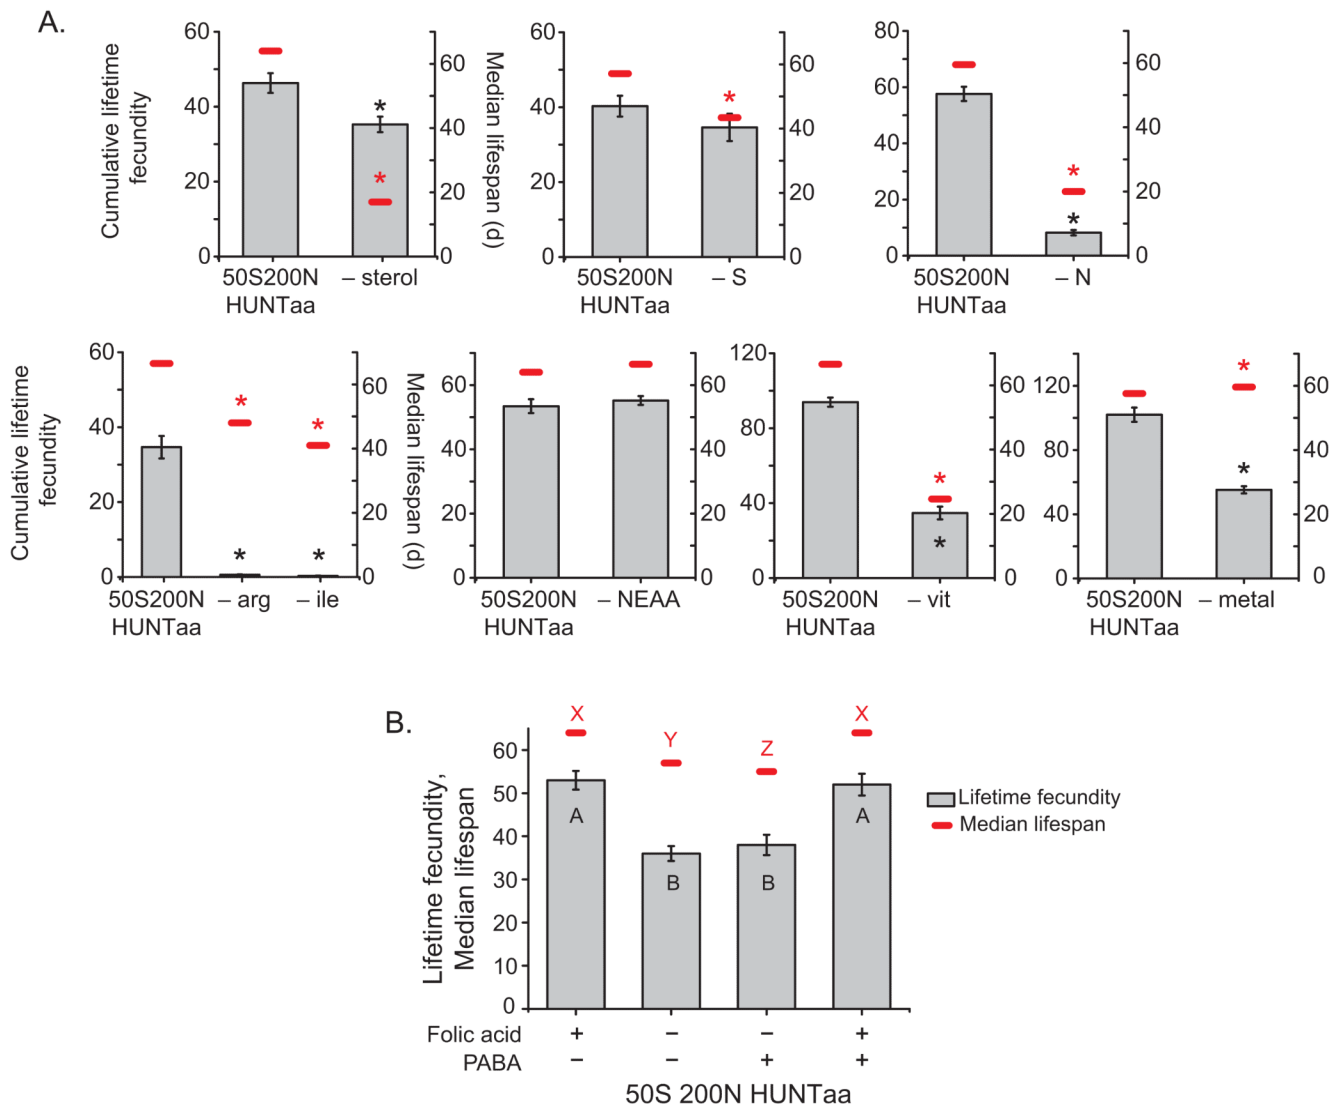 A.
Cumulative lifetime
fecundity
60
40
20
0
60
40
20
0
Median lifespan (d)
50S200N
HUNTaa
– sterol
*
*
60
40
20
0
60
40
20
0
50S200N
HUNTaa
– S
*
80
60
40
20
0
60
40
20
0
50S200N
HUNTaa
– N
*
*
Cumulative lifetime
fecundity
60
40
20
0
60
40
20
0
Median lifespan (d)
50S200N
HUNTaa
– arg
– ile
*
*
*
*
60
40
20
0
60
40
20
0
50S200N
HUNTaa
– NEAA
120
80
40
0
60
40
20
0
50S200N
HUNTaa
– vit
*
*
120
80
40
0
60
40
20
0
50S200N
HUNTaa
– metal
*
*
B.
Lifetime fecundity,
Median lifespan
60
50
40
30
20
10
0
X Y Z X
A B B A
Lifetime fecundity
Median lifespan
Folic acid + – – +
PABA – – + +
50S 200N HUNTaa